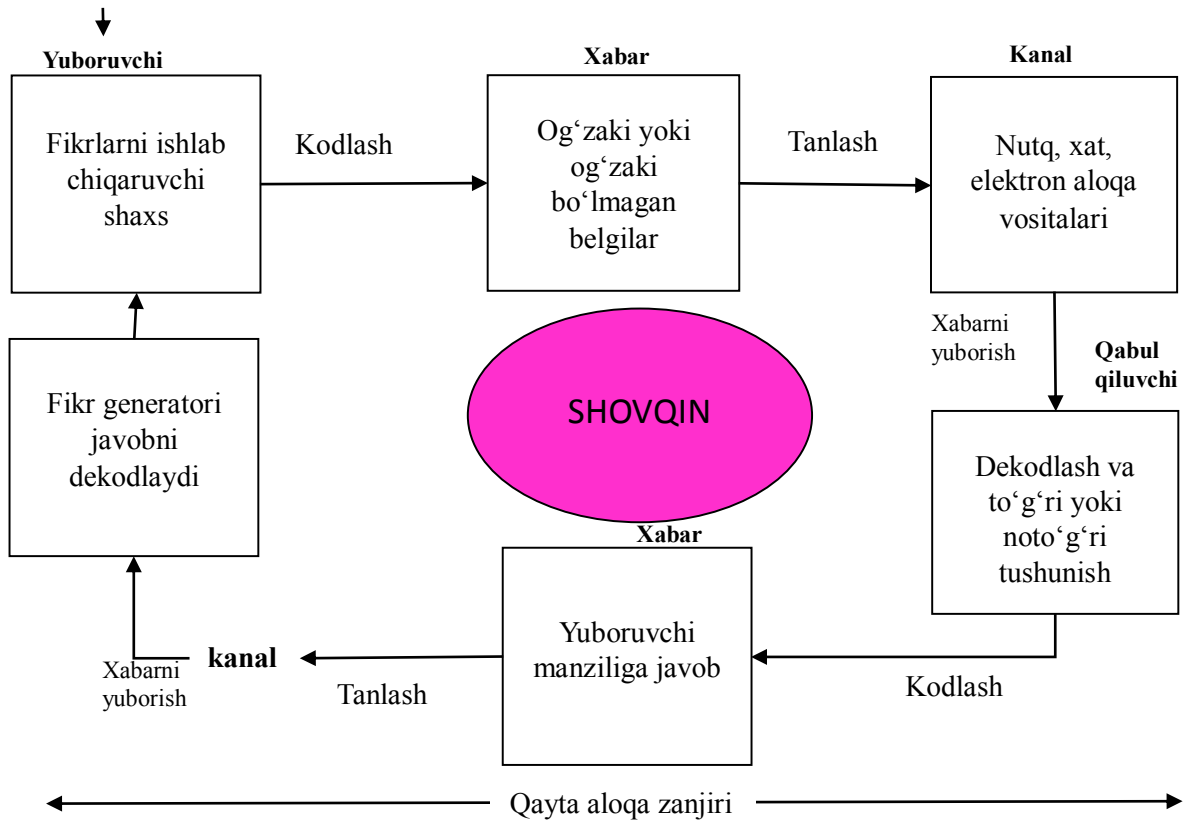 Yuboruvchi
Fikrlarni ishlab
chiqaruvchi
shaxs
Kodlash
Xabar
Og‘zaki yoki
og‘zaki
bo‘lmagan
belgilar
Tanlash
Kanal
Nutq, xat,
elektron aloqa
vositalari
Xabarni
yuborish
Qabul
qiluvchi
Dekodlash va
to‘g‘ri yoki
noto‘g‘ri
tushunish
SHOVQIN
Kodlash
Xabar
Yuboruvchi
manziliga javob
Tanlash
kanal
Xabarni
yuborish
Fikr generatori
javobni
dekodlaydi
Qayta aloqa zanjiri